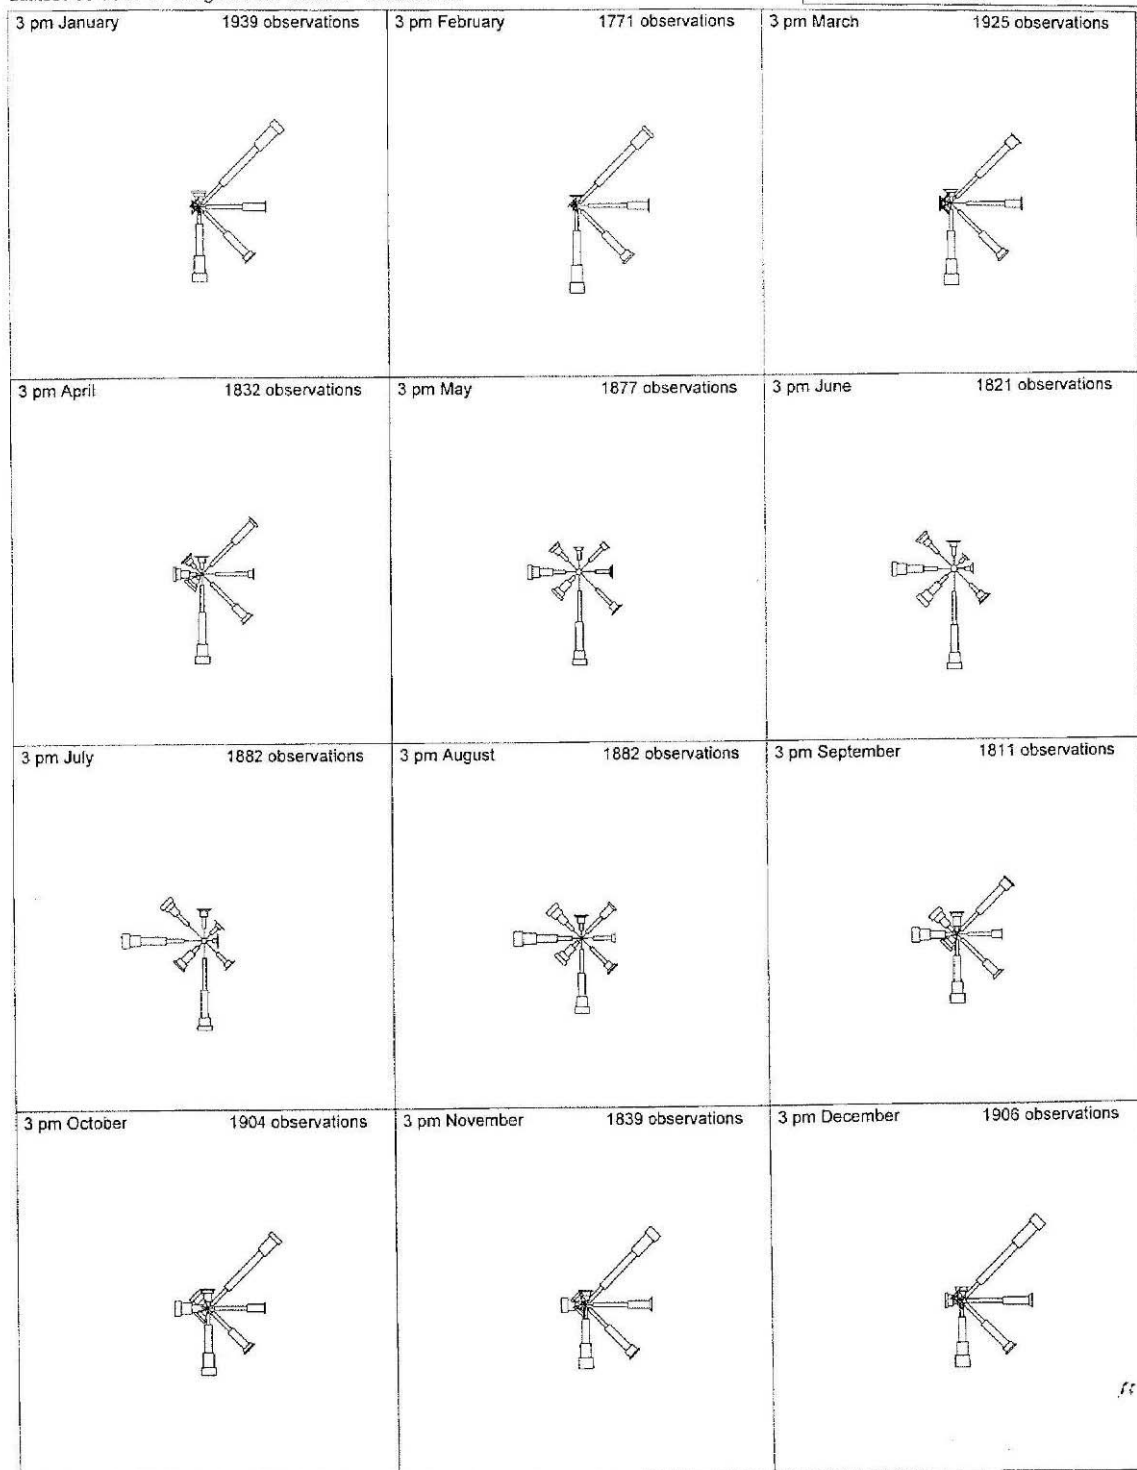 3 pm January 1939 observations 3 pm February 1771 observations 3 pm March 1925 observations
3 pm April 1832 observations 3 pm May 1877 observations 3 pm June 1821 observations
3 pm July 1882 observations 3 pm August 1882 observations 3 pm September 1811 observations
3 pm October 1904 observations 3 pm November 1839 observations 3 pm December 1906 observations